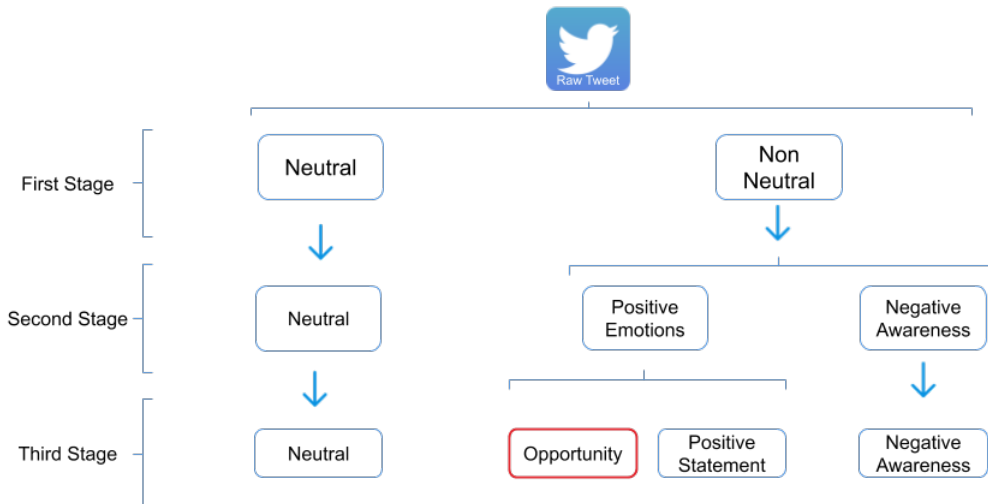 Raw Tweet
First Stage
Neutral
Non
Neutral
Second Stage
Neutral
Positive
Emotions
Negative
Awareness
Third Stage
Neutral
Opportunity
Positive
Statement
Negative
Awareness